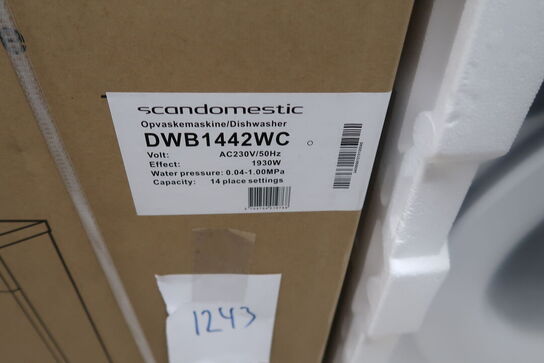 scandomestic
Opvaskemaskine/Dishwasher
DWB1442WC
Volt: AC230V/50Hz
Effect: 1930W
Water pressure: 0.04-1.00MPa
Capacity: 14 place settings
1243